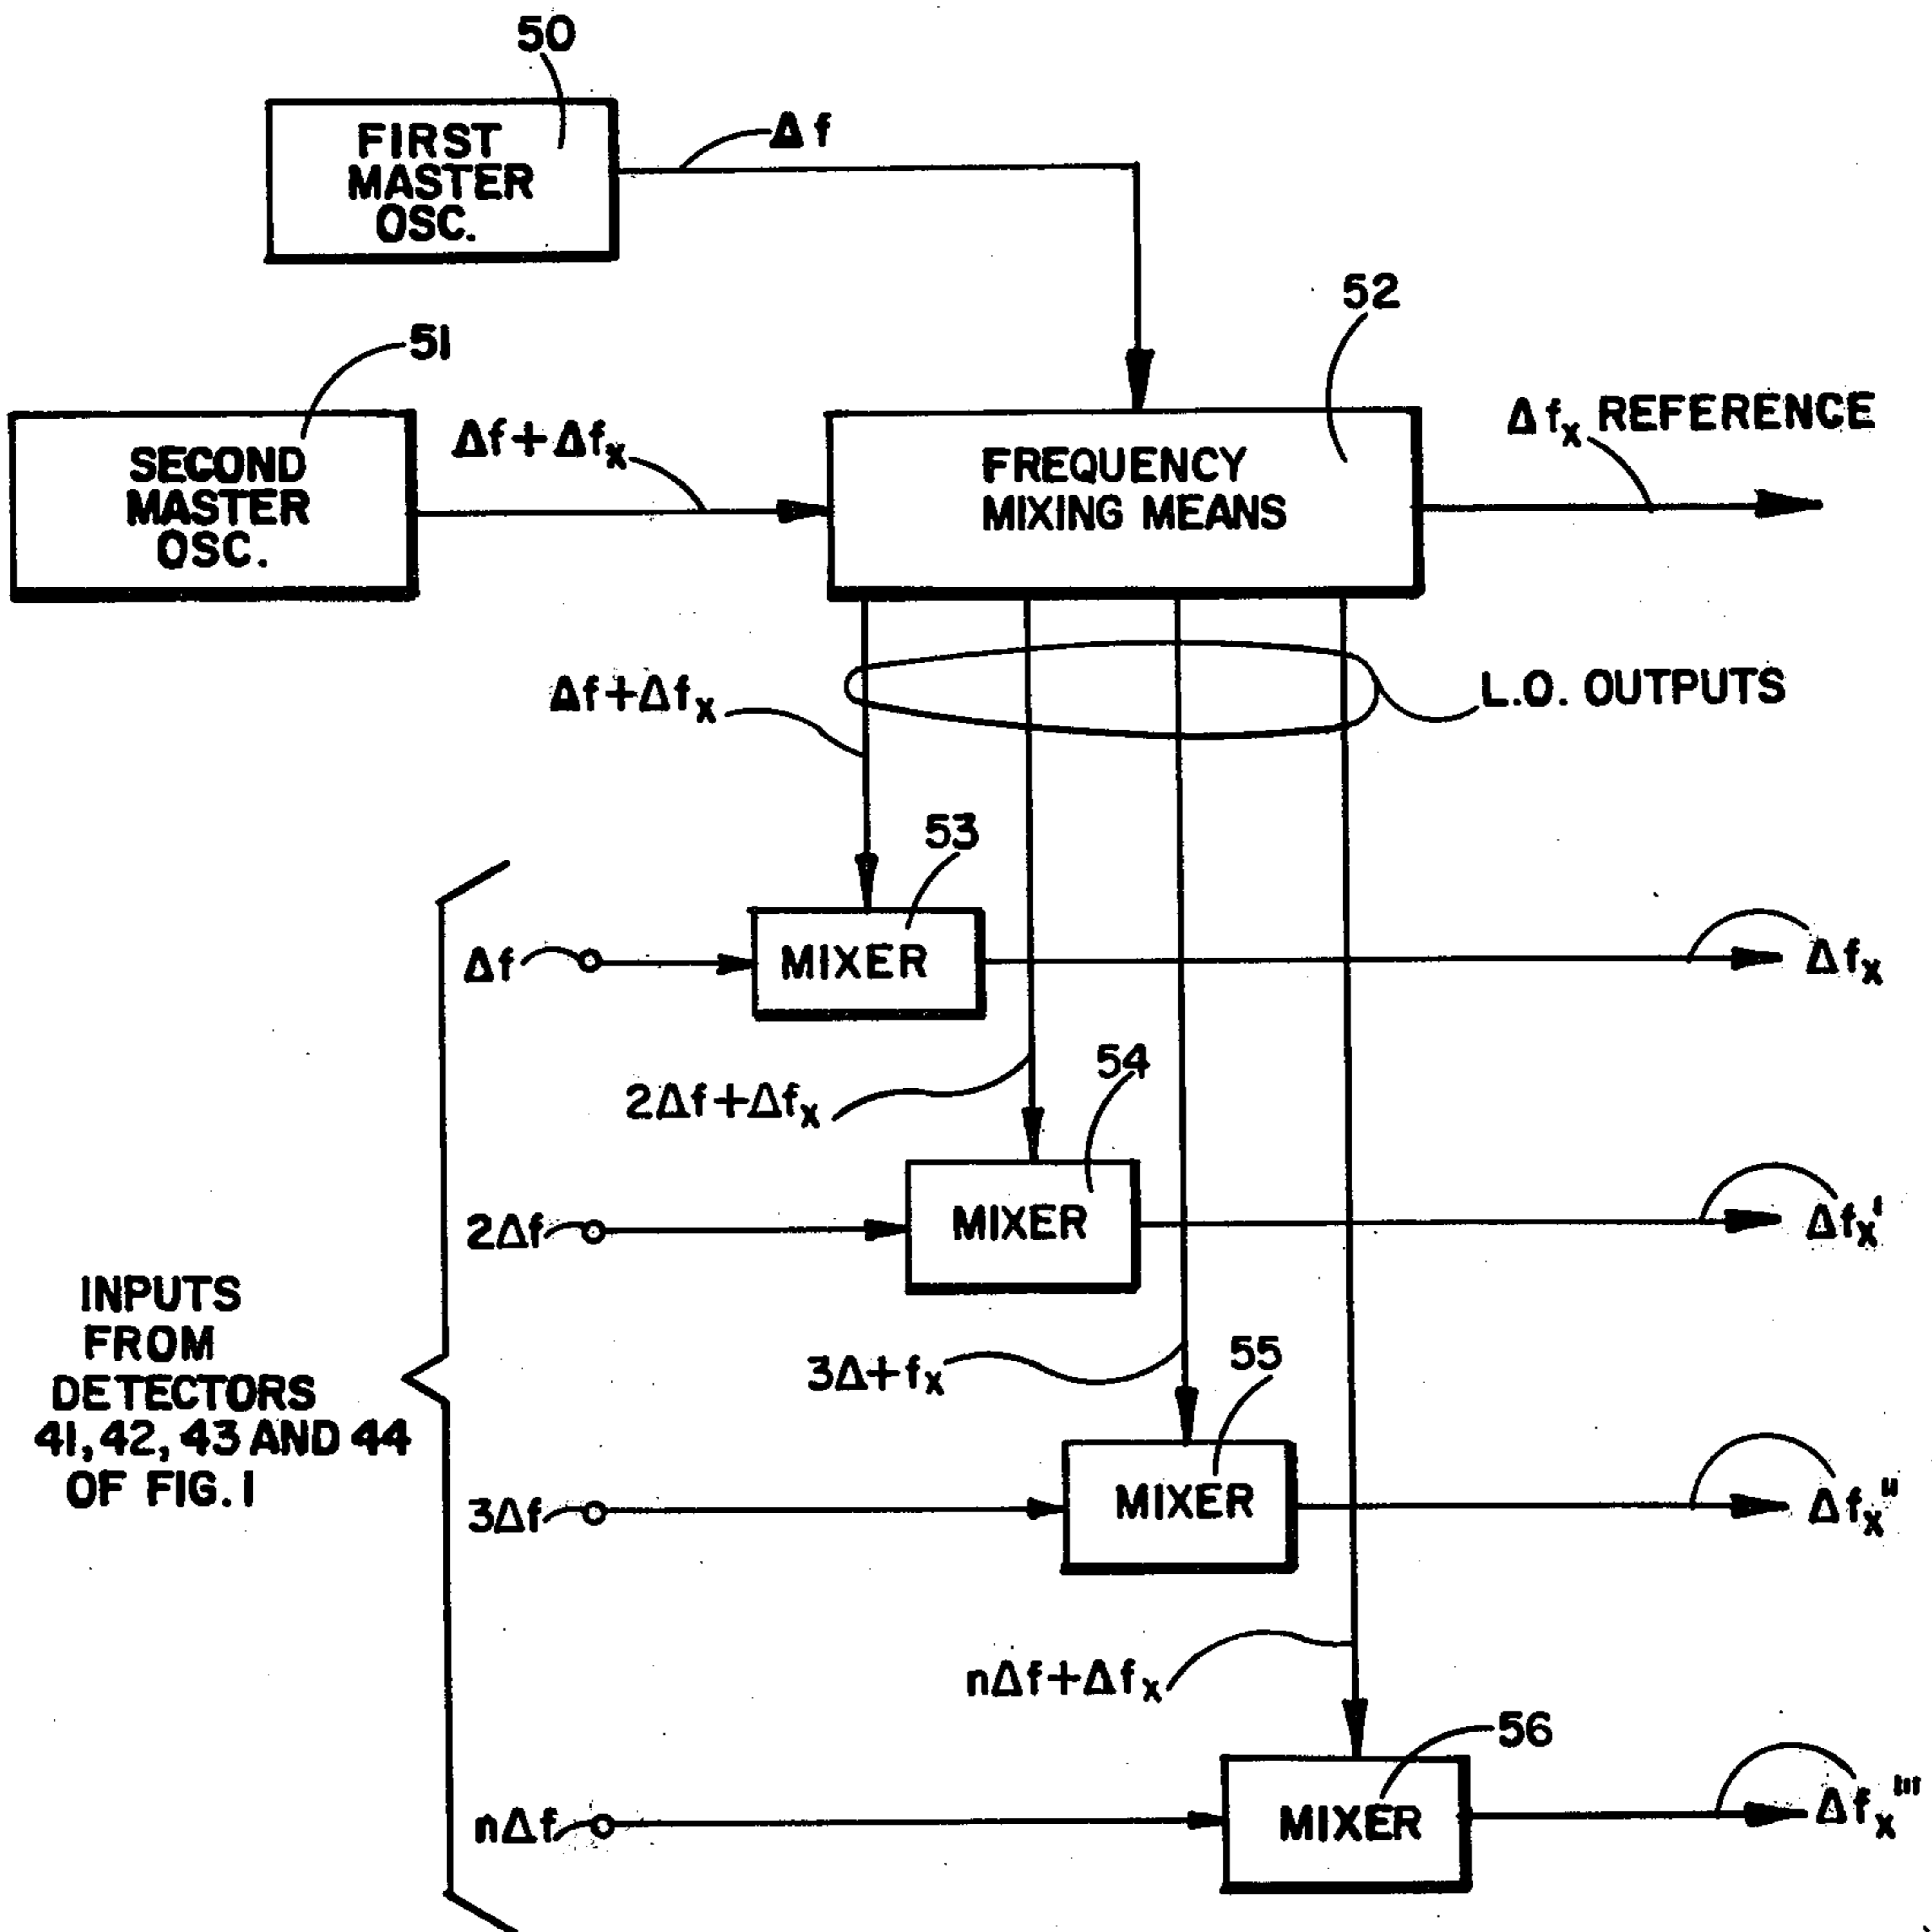 50
FIRST
MASTER
OSC.
Δf
52
51
SECOND
MASTER
OSC.
Δf+Δfx
FREQUENCY
MIXING MEANS
Δfx REFERENCE
Δf+Δfx
L.O. OUTPUTS
53
Δf
MIXER
Δfx
54
2Δf+Δfx
2Δf
MIXER
Δfx'
INPUTS
FROM
DETECTORS
41, 42, 43 AND 44
OF FIG. 1
55
3Δ+fx
3Δf
MIXER
Δfx"
nΔf+Δfx
56
nΔf
MIXER
Δfx'''